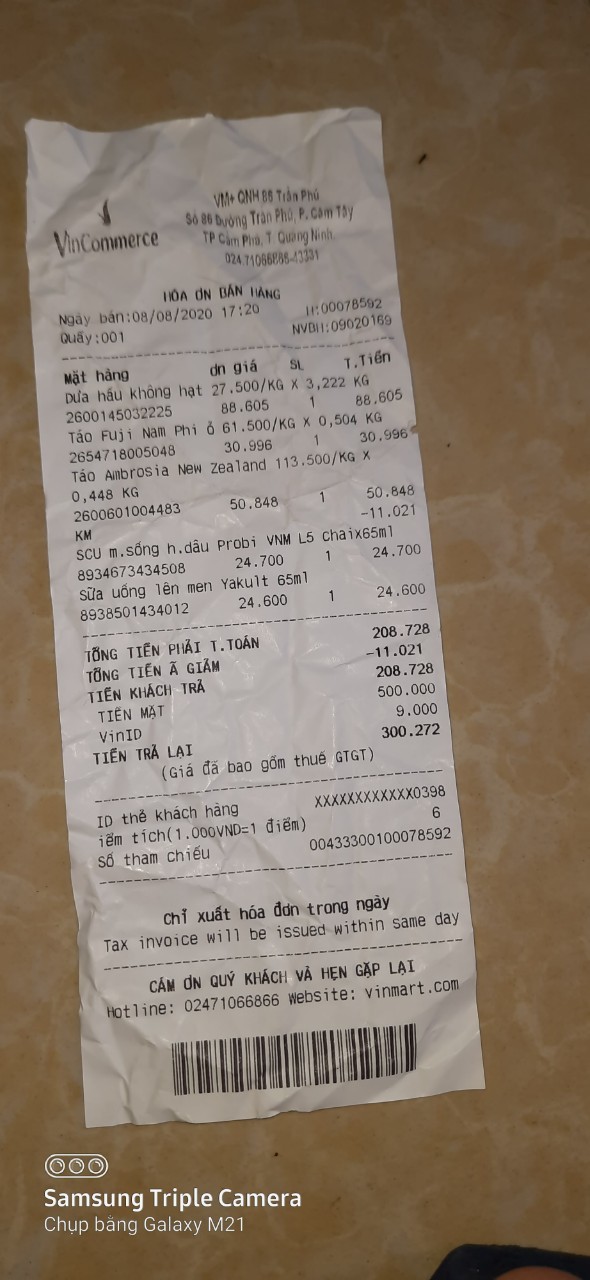 VinCommerce
VM+ QNH 86 Trần Phú
Số 86 Đường Trần Phú, P. Cẩm Tây
TP Cẩm Phả, T. Quảng Ninh
024.71066866-43331
HÓA ƠN BÁN HÀNG
Ngày bán:08/08/2020 17:20 H:00078592
Quầy:001 NVBH:09020169
Mặt hàng ơn giá SL T.Tiền
Dưa hấu không hạt 27.500/KG X 3,222 KG
2600145032225 88.605 1 88.605
Táo Fuji Nam Phi ỏ 61.500/KG X 0,504 KG
2654718005048 30.996 1 30.996
Táo Ambrosia New Zealand 113.500/KG X
0,448 KG
2600601004483 50.848 1 50.848
KM -11.021
SCU m.sống h.dâu Probi VNM L5 Chaix65ml
8934673434508 24.700 1 24.700
Sữa uống lên men Yakult 65ml
8938501434012 24.600 1 24.600
TỔNG TIỀN PHẢI T.TOÁN 208.728
TỔNG TIỀN Ã GIẢM -11.021
TIỀN KHÁCH TRẢ 208.728
TIỀN MẶT 500.000
VinID 9.000
TIỀN TRẢ LẠI 300.272
(Giá đã bao gồm thuế GTGT)
ID thẻ khách hàng XXXXXXXXXXXX0398
iểm tích(1.000VND=1 điểm) 6
Số tham chiếu 00433300100078592
Chỉ xuất hóa đơn trong ngày
Tax invoice will be issued within same day
CẢM ƠN QUÝ KHÁCH VÀ HẸN GẶP LẠI
Hotline: 02471066866 Website: vinmart.com
Samsung Triple Camera
Chụp bằng Galaxy M21